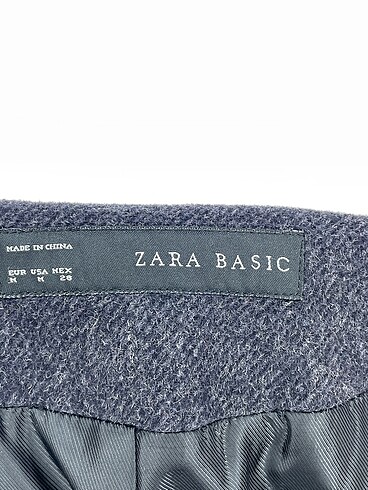 MADE IN CHINA
ZARA BASIC
EUR USA MEX
M M 28